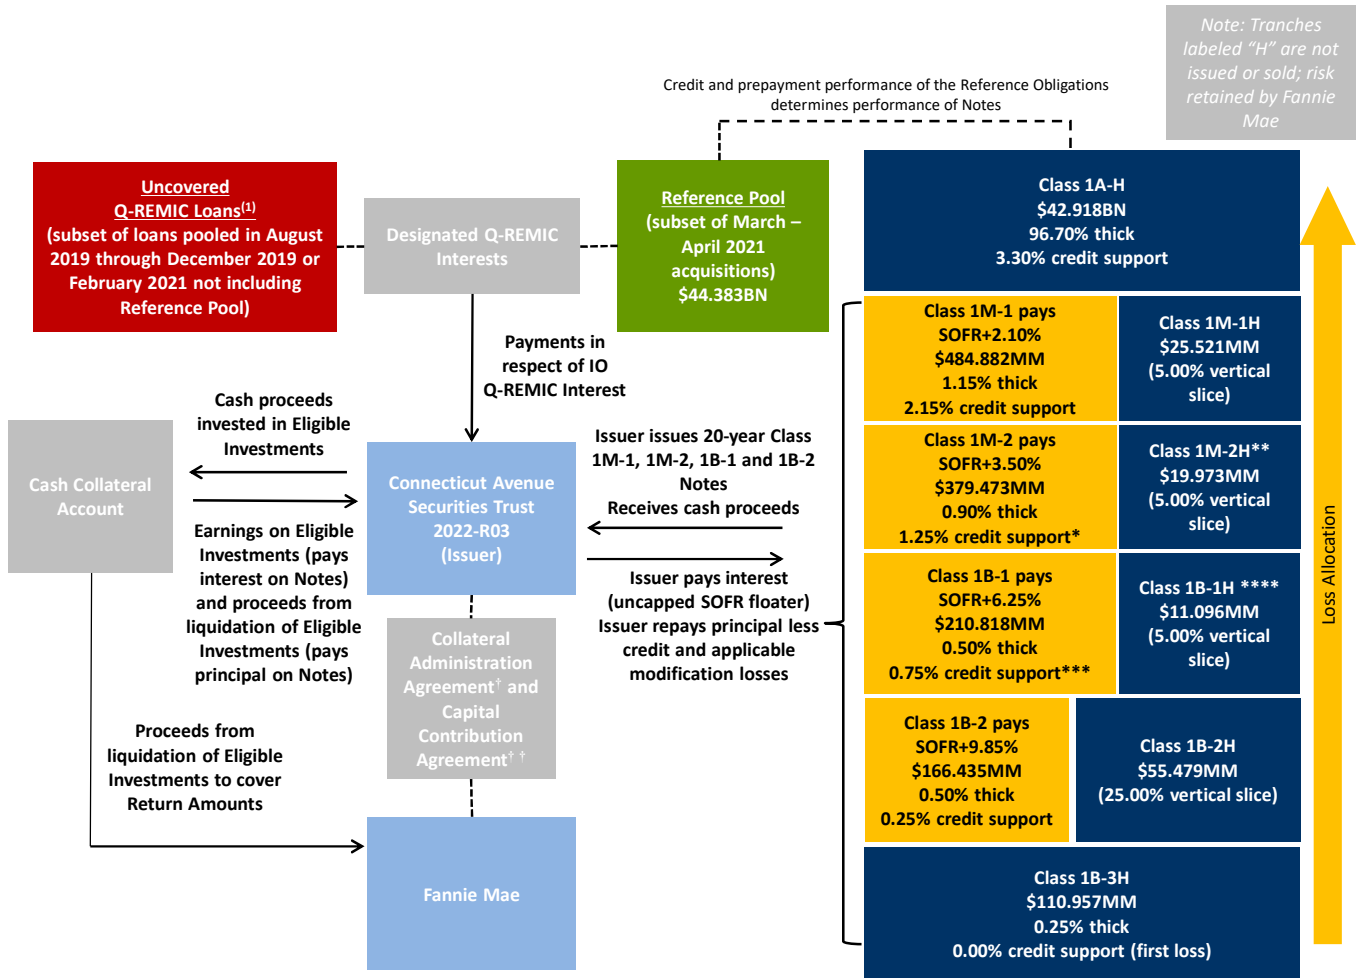 Note: Tranches
labeled “H” are not
issued or sold; risk
retained by Fannie
Mae
Credit and prepayment performance of the Reference Obligations
determines performance of Notes
Uncovered
Q-REMIC Loans(1)
(subset of loans pooled in August
2019 through December 2019 or
February 2021 not including
Reference Pool)
Designated Q-REMIC
Interests
Reference Pool
(subset of March –
April 2021
acquisitions)
$44.383BN
Class 1A-H
$42.918BN
96.70% thick
3.30% credit support
Payments in
respect of IO
Q-REMIC Interest
Class 1M-1 pays
SOFR+2.10%
$484.882MM
1.15% thick
2.15% credit support
Class 1M-1H
$25.521MM
(5.00% vertical
slice)
Cash proceeds
invested in Eligible
Investments
Cash Collateral
Account
Connecticut Avenue
Securities Trust
2022-R03
(Issuer)
Issuer issues 20-year Class
1M-1, 1M-2, 1B-1 and 1B-2
Notes
Receives cash proceeds
Class 1M-2 pays
SOFR+3.50%
$379.473MM
0.90% thick
1.25% credit support*
Class 1M-2H**
$19.973MM
(5.00% vertical
slice)
Earnings on Eligible
Investments (pays
interest on Notes)
and proceeds from
liquidation of Eligible
Investments (pays
principal on Notes)
Issuer pays interest
(uncapped SOFR floater)
Issuer repays principal less
credit and applicable
modification losses
Class 1B-1 pays
SOFR+6.25%
$210.818MM
0.50% thick
0.75% credit support***
Class 1B-1H ****
$11.096MM
(5.00% vertical
slice)
Loss Allocation
Collateral
Administration
Agreement† and
Capital
Contribution
Agreement† †
Proceeds from
liquidation of Eligible
Investments to cover
Return Amounts
Class 1B-2 pays
SOFR+9.85%
$166.435MM
0.50% thick
0.25% credit support
Class 1B-2H
$55.479MM
(25.00% vertical slice)
Fannie Mae
Class 1B-3H
$110.957MM
0.25% thick
0.00% credit support (first loss)